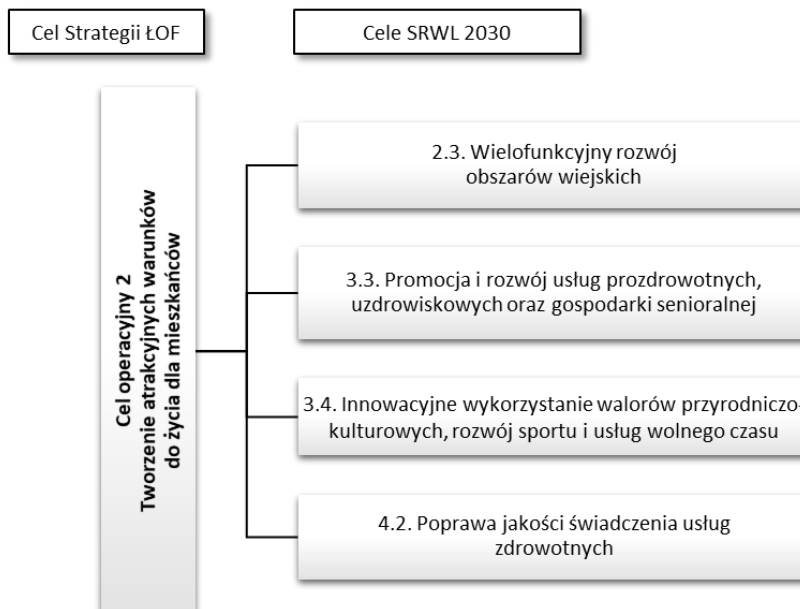 Cel Strategii ŁOF
Cele SRWL 2030
Cel operacyjny 2
Tworzenie atrakcyjnych warunków
do życia dla mieszkańców
2.3. Wielofunkcyjny rozwój
obszarów wiejskich
3.3. Promocja i rozwój usług prozdrowotnych,
uzdrowiskowych oraz gospodarki senioralnej
3.4. Innowacyjne wykorzystanie walorów przyrodniczo-
kulturowych, rozwój sportu i usług wolnego czasu
4.2. Poprawa jakości świadczenia usług
zdrowotnych